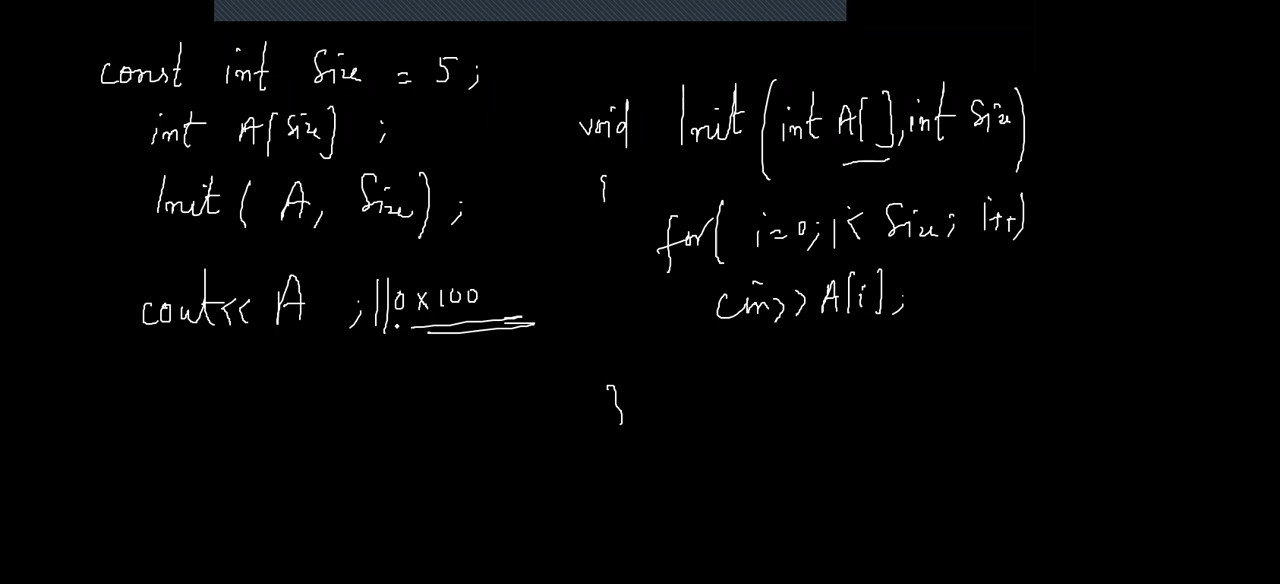 const int Size = 5;
int A[Size];
Init(A, Size);
cout<< A ; || 0x100
void Init(int A[], int Size)
{
for( i=0; i< Size; i++)
cin>> A[i];
}